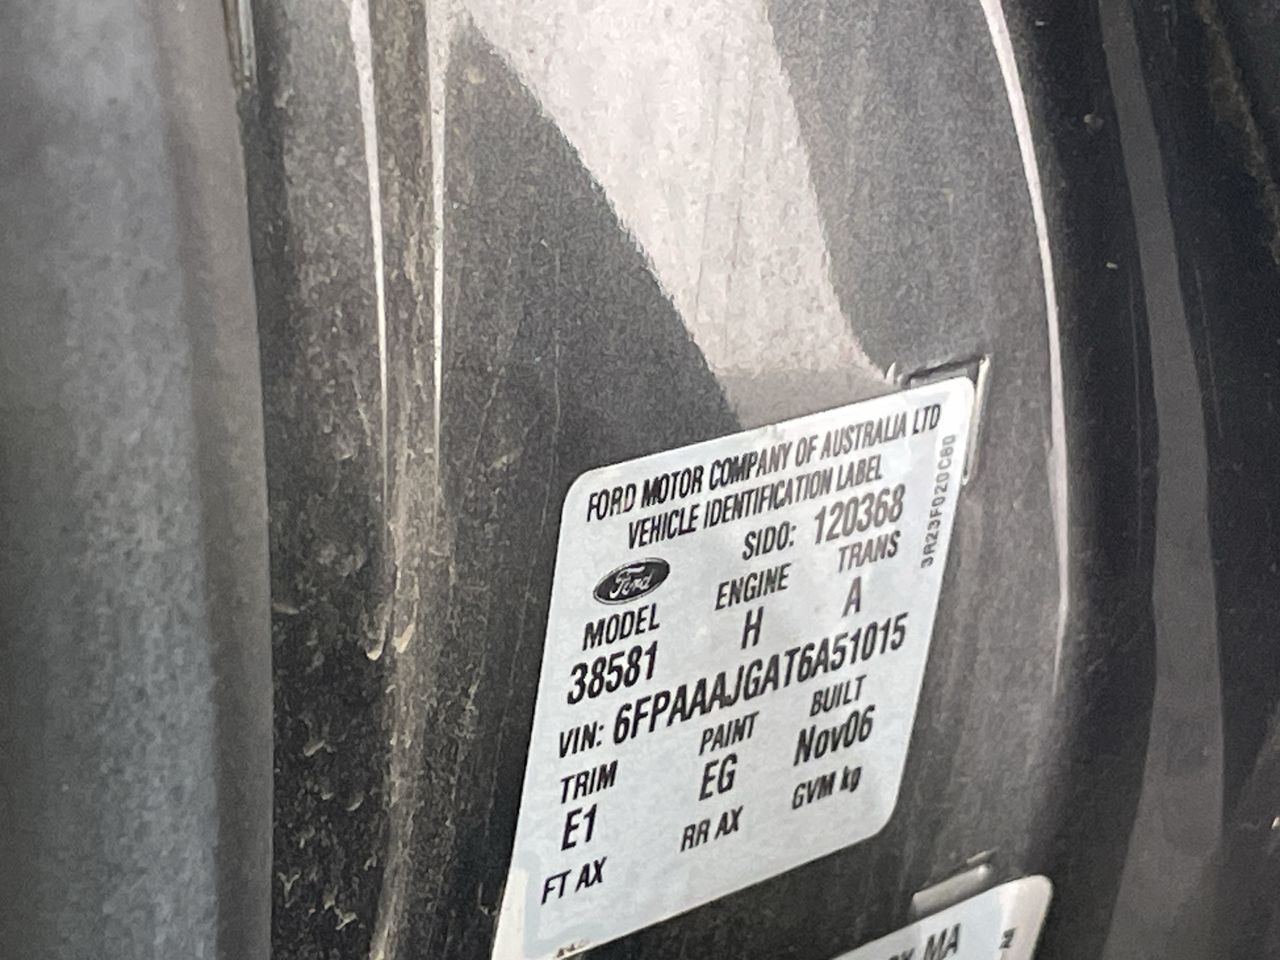 FORD MOTOR COMPANY OF AUSTRALIA LTD
VEHICLE IDENTIFICATION LABEL
Ford
SIDO: 120368
MODEL ENGINE TRANS
38581 H A
VIN: 6FPAAAJGAT6A51015
TRIM PAINT BUILT
E1 EG Nov06
FT AX RR AX GVM kg
3R23F020C80
MA